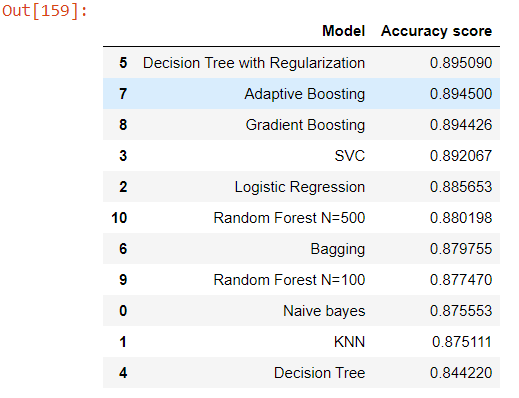 Out[159]:
Model Accuracy score
5 Decision Tree with Regularization 0.895090
7 Adaptive Boosting 0.894500
8 Gradient Boosting 0.894426
3 SVC 0.892067
2 Logistic Regression 0.885653
10 Random Forest N=500 0.880198
6 Bagging 0.879755
9 Random Forest N=100 0.877470
0 Naive bayes 0.875553
1 KNN 0.875111
4 Decision Tree 0.844220